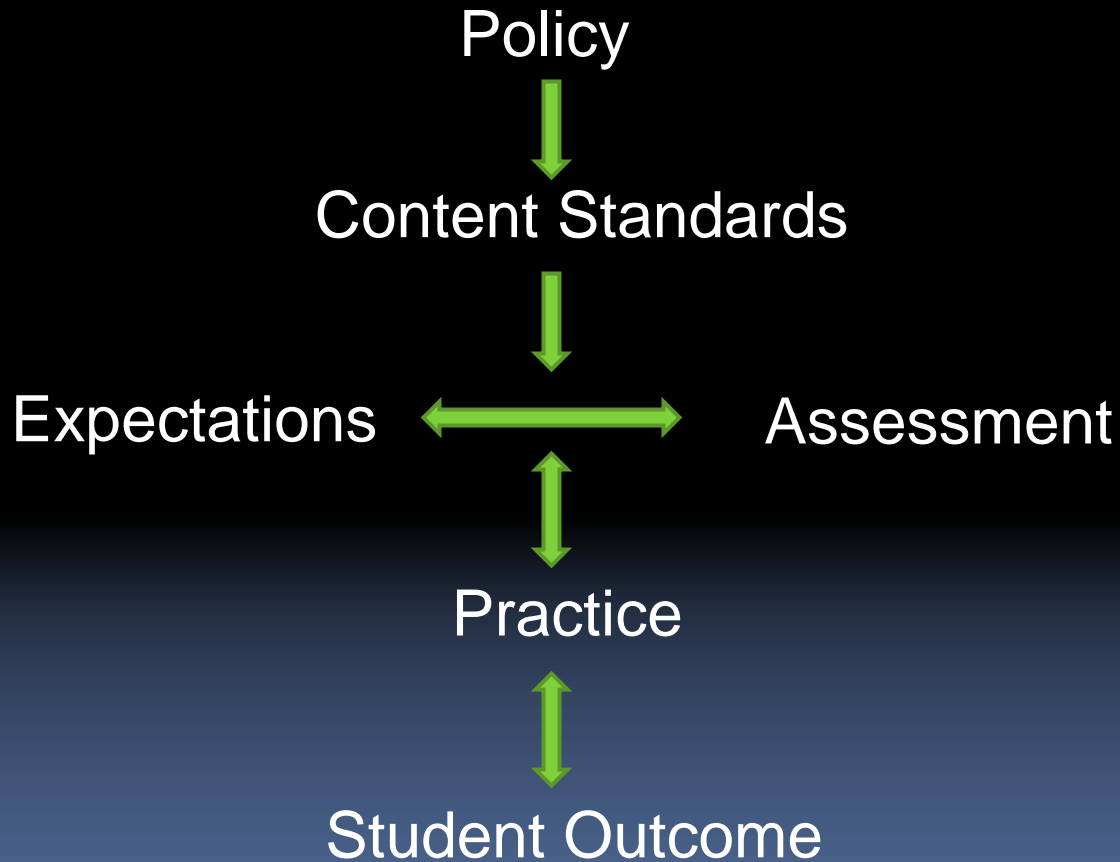 Policy
Content Standards
Expectations
Assessment
Practice
Student Outcome